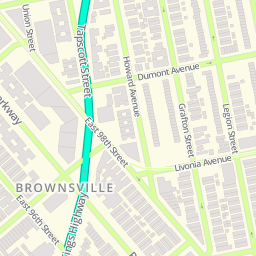 Union Street
Tapscott Street
Howard Avenue
Dumont Avenue
Grafton Street
Legion Street
East 98th Street
Livonia Avenue
BROWNSVILLE
East 96th Street